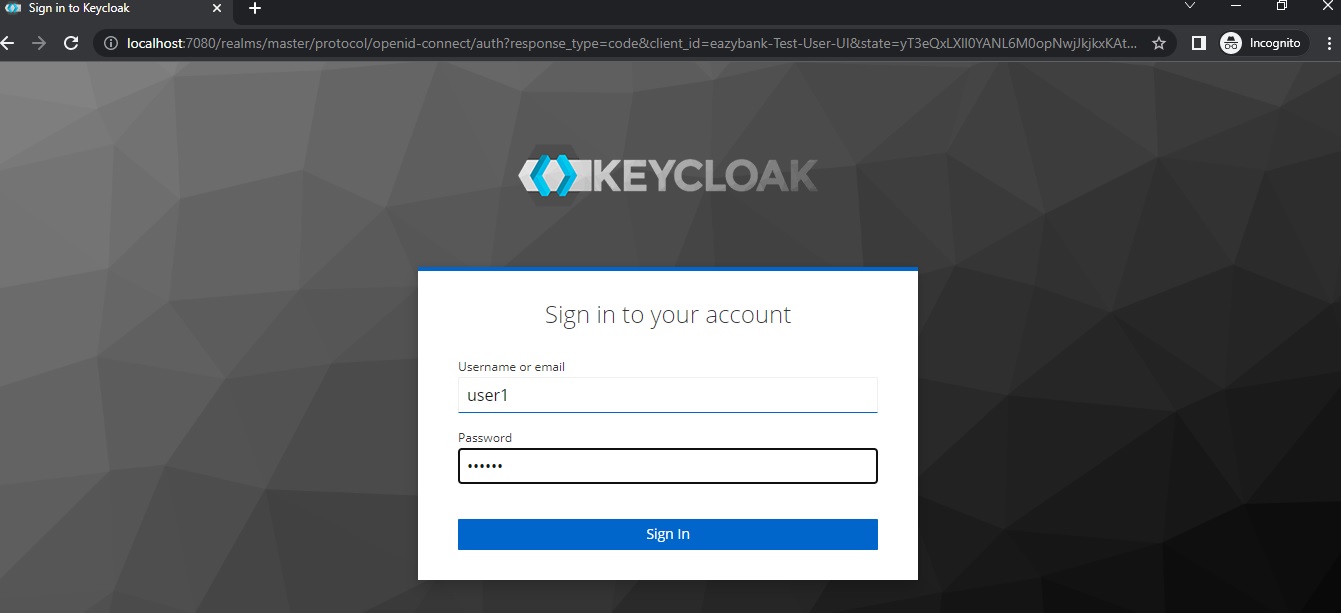 Sign in to Keycloak
localhost:7080/realms/master/protocol/openid-connect/auth?response_type=code&client_id=eazybank-Test-User-UI&state=yT3eQxLXII0YANL6M0opNwjJkjkxKAt...
Incognito
KEYCLOAK
Sign in to your account
Username or email
user1
Password
••••••
Sign In